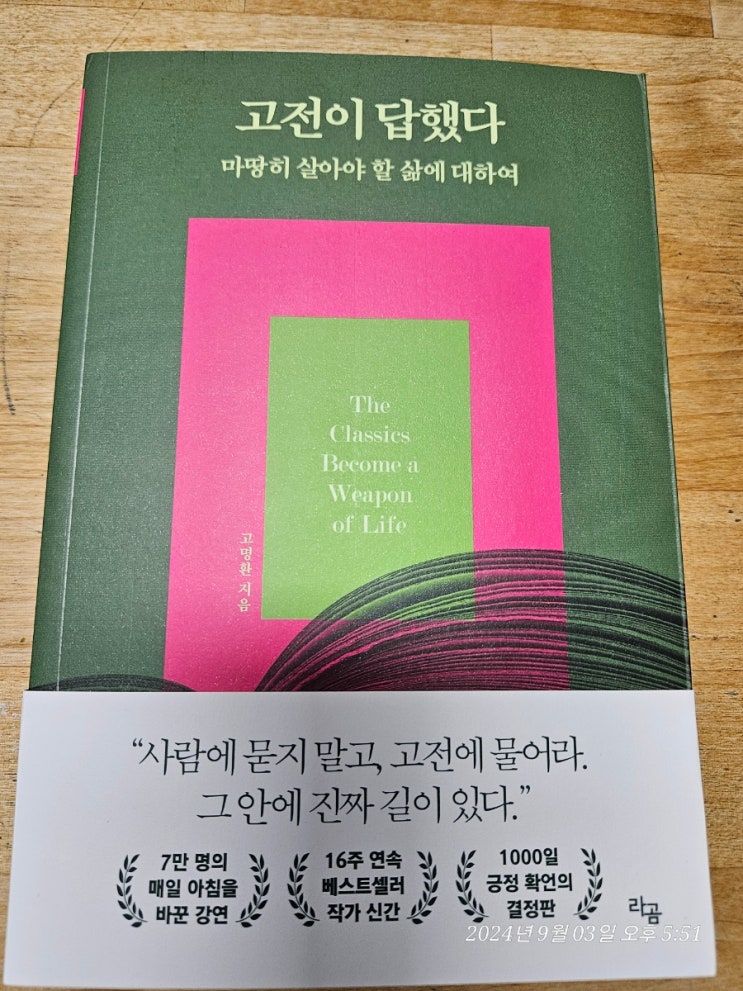 고전이 답했다
마땅히 살아야 할 삶에 대하여
The
Classics
Become a
Weapon
of Life
고명환 지음
“사람에 묻지 말고, 고전에 물어라.
그 안에 진짜 길이 있다.”
7만 명의
매일 아침을
바꾼 강연
16주 연속
베스트셀러
작가 신간
1000일
긍정 확언의
결정판
라곰
2024년 9월 03일 오후 5:51